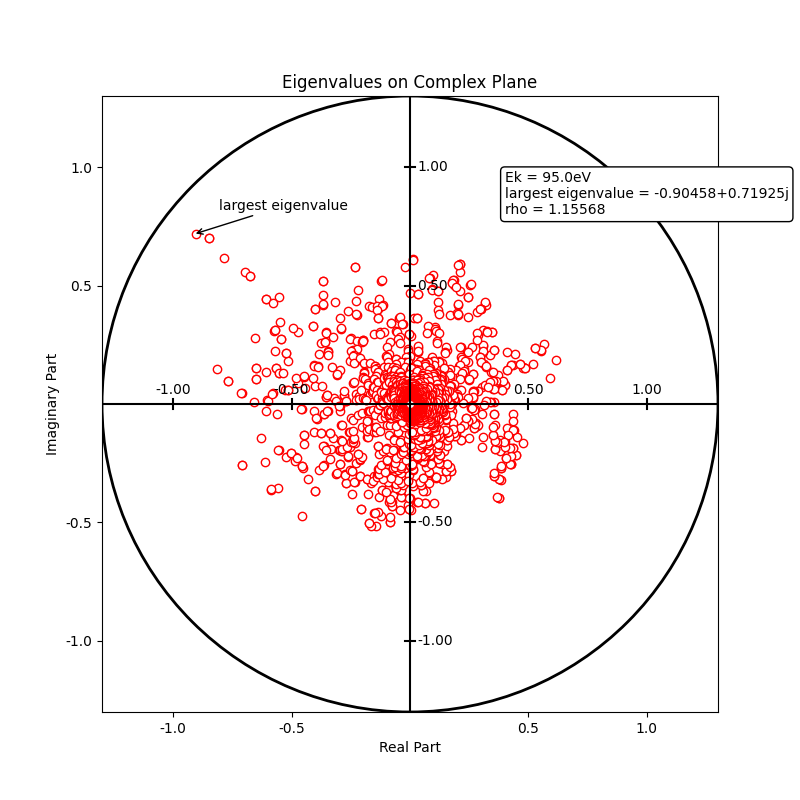 Eigenvalues on Complex Plane
1.00
Ek = 95.0eV
largest eigenvalue = -0.90458+0.71925j
rho = 1.15568
largest eigenvalue
0.50
-1.00
-0.50
0.50
1.00
-0.50
-1.00
1.0
0.5
-0.5
-1.0
Imaginary Part
-1.0
-0.5
0.5
1.0
Real Part